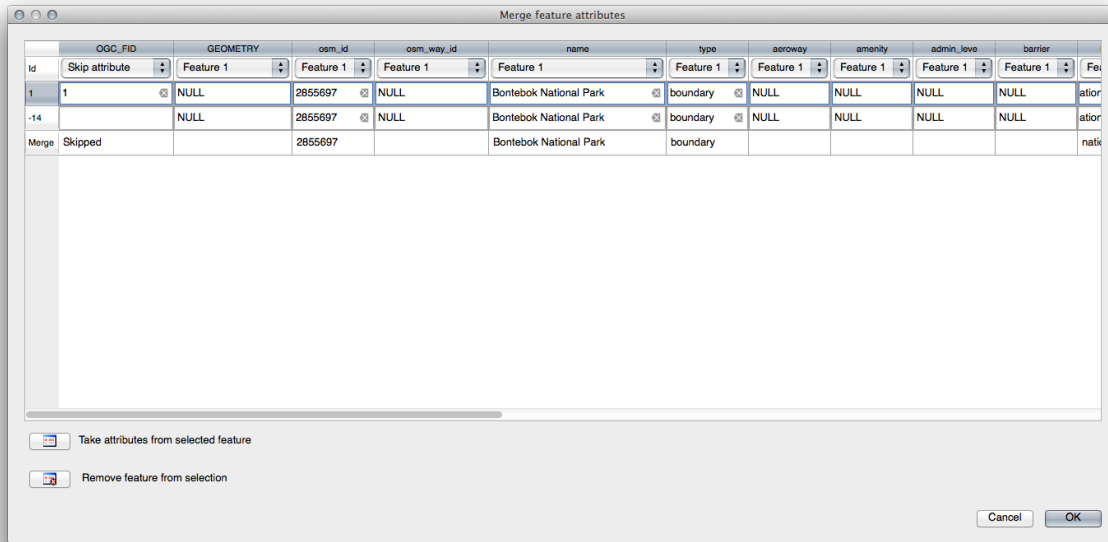 Merge feature attributes
OGC_FID GEOMETRY osm_id osm_way_id name type aeroway amenity admin_leve barrier
Id Skip attribute Feature 1 Feature 1 Feature 1 Feature 1 Feature 1 Feature 1 Feature 1 Feature 1 Feature 1 Fea
1 1 NULL 2855697 NULL Bontebok National Park boundary NULL NULL NULL NULL ation
-14 NULL 2855697 NULL Bontebok National Park boundary NULL NULL NULL NULL ation
Merge Skipped 2855697 Bontebok National Park boundary natio
Take attributes from selected feature
Remove feature from selection
Cancel OK